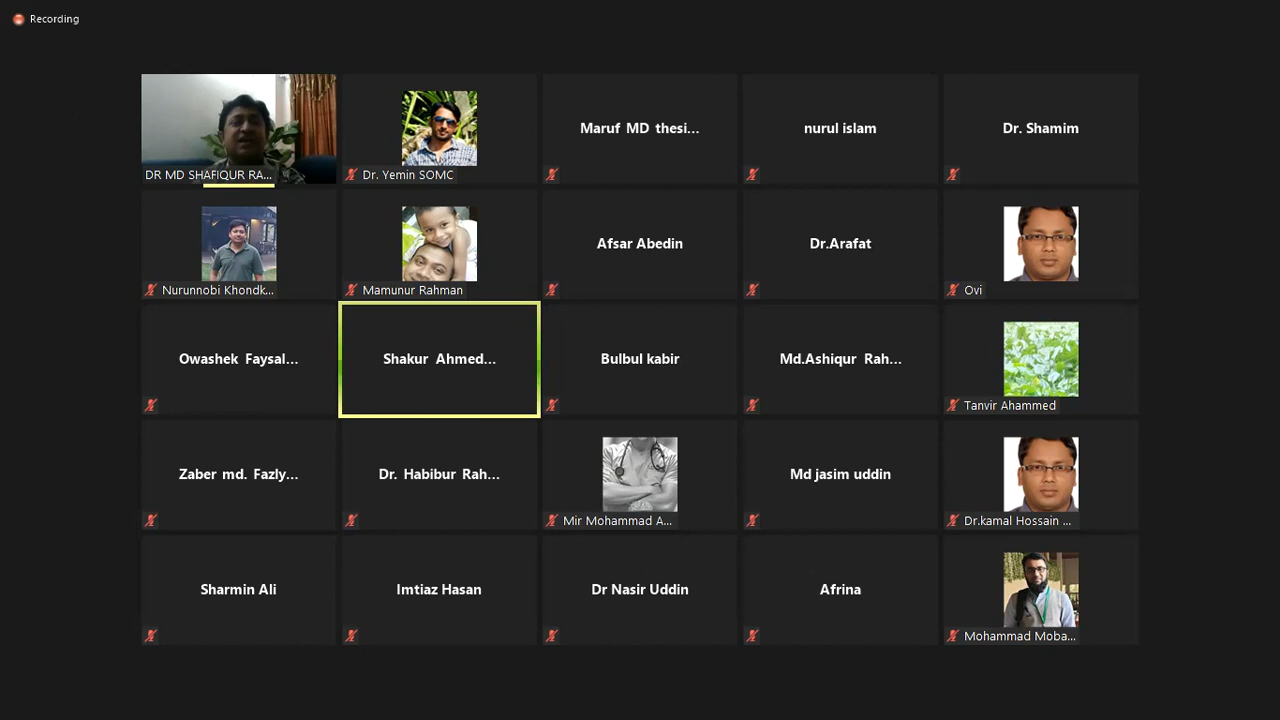 Recording
DR MD SHAFIQUR RA...
Dr. Yemin SOMC
Maruf MD thesi...
nurul islam
Dr. Shamim
Nurunnobi Khondk...
Mamunur Rahman
Afsar Abedin
Dr.Arafat
Ovi
Owashek Faysal...
Shakur Ahmed...
Bulbul kabir
Md.Ashiqur Rah...
Tanvir Ahammed
Zaber md. Fazly...
Dr. Habibur Rah...
Mir Mohammad A...
Md jasim uddin
Dr.kamal Hossain ...
Sharmin Ali
Imtiaz Hasan
Dr Nasir Uddin
Afrina
Mohammad Moba...